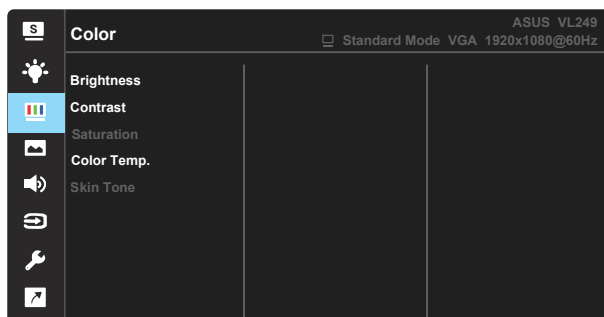 S
ASUS VL249
Color
Standard Mode VGA 1920x1080@60Hz
Brightness
Contrast
Saturation
Color Temp.
Skin Tone